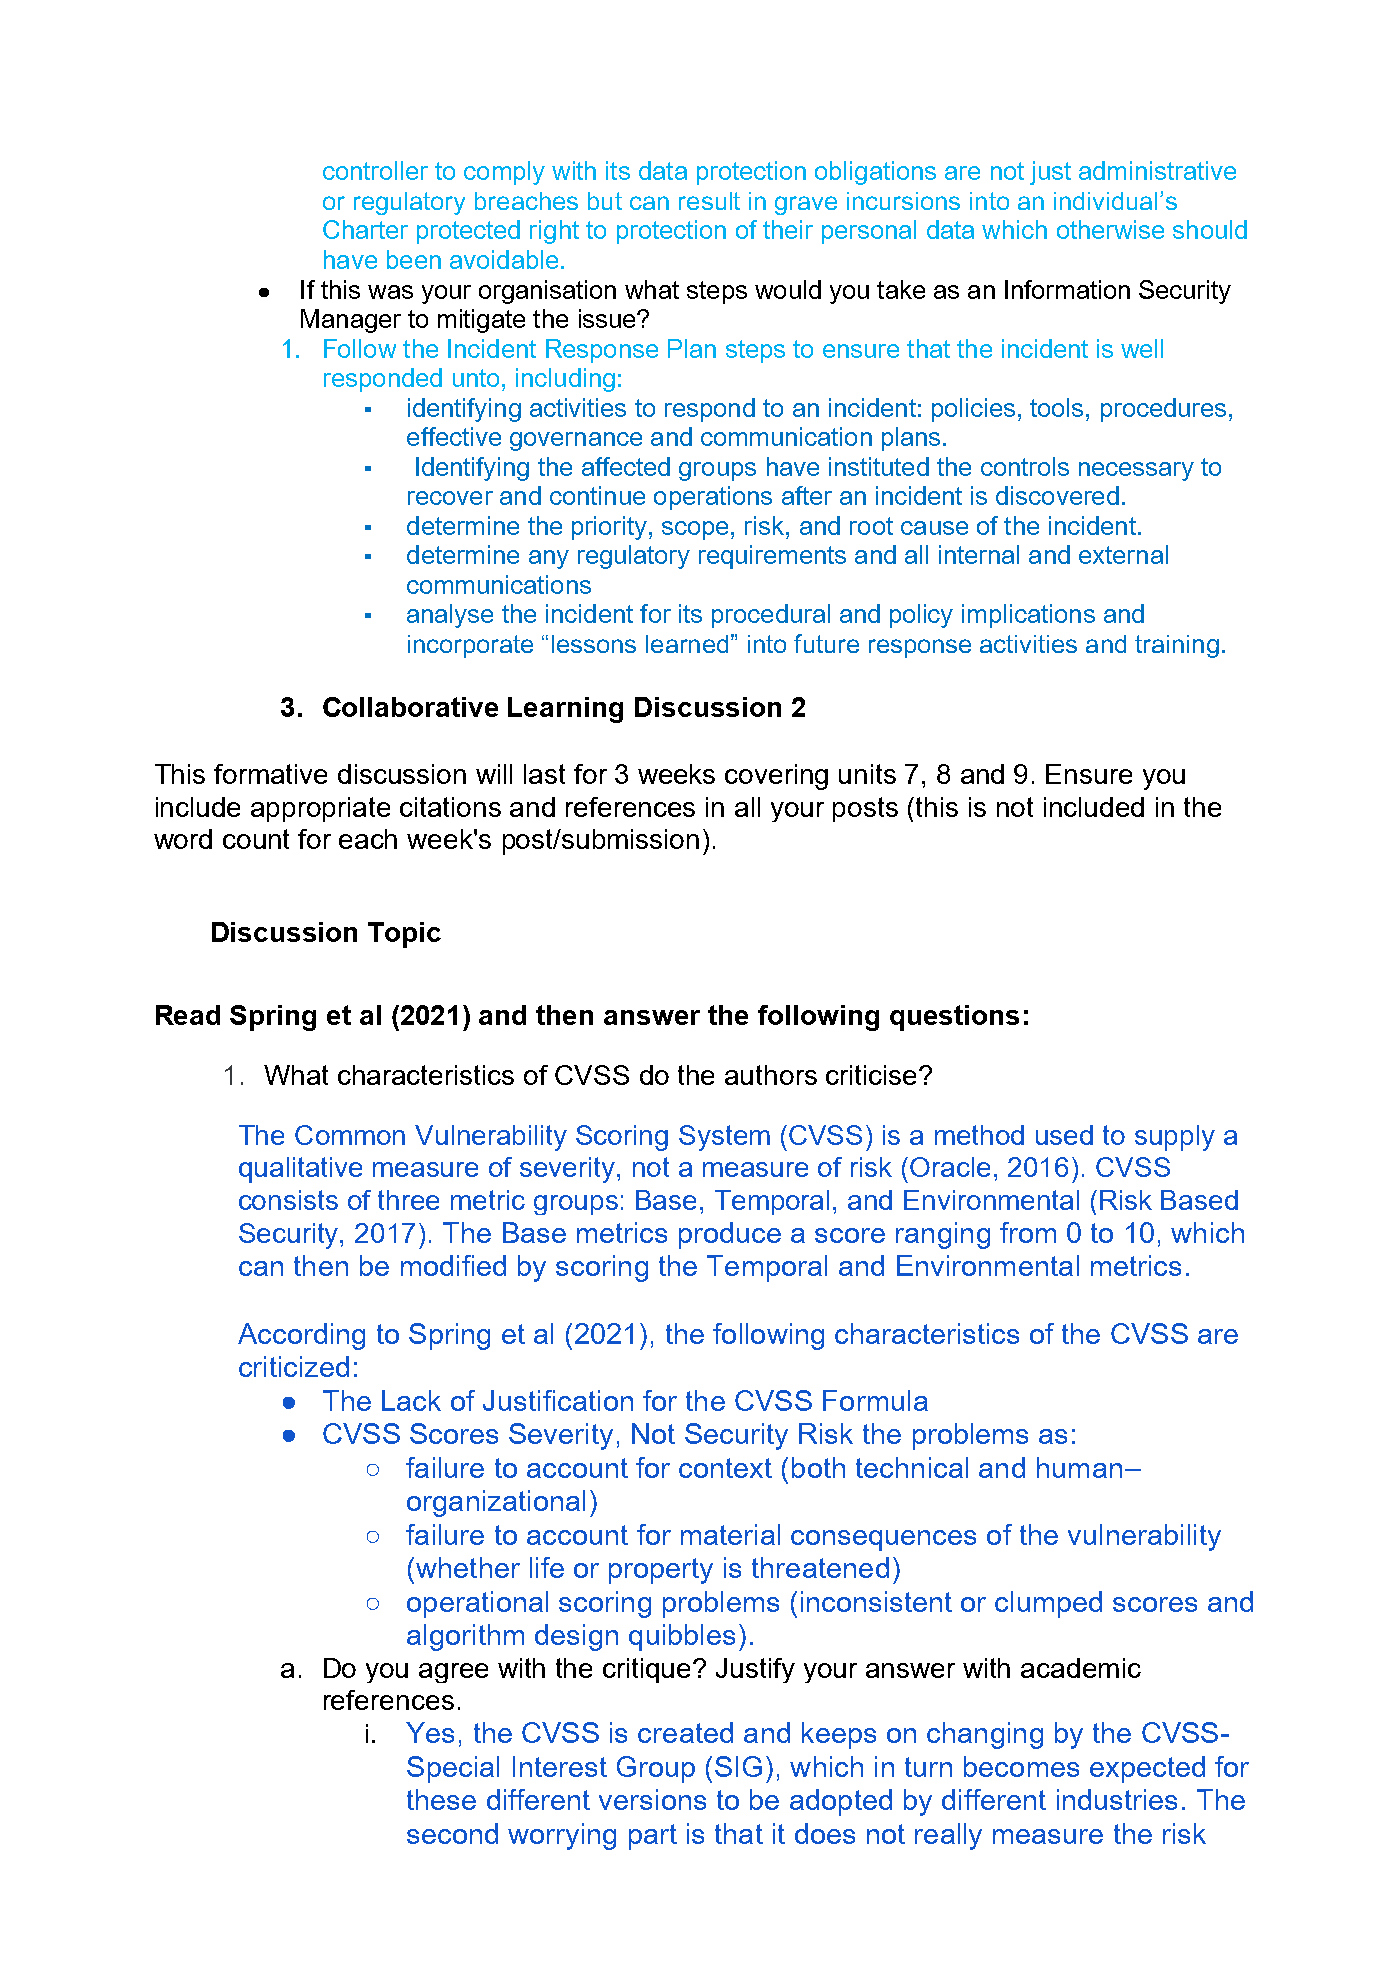 controller to comply with its data protection obligations are not just administrative
or regulatory breaches but can result in grave incursions into an individual’s
Charter protected right to protection of their personal data which otherwise should
have been avoidable.
● If this was your organisation what steps would you take as an Information Security
Manager to mitigate the issue?
1. Follow the Incident Response Plan steps to ensure that the incident is well
responded unto, including:
▪ identifying activities to respond to an incident: policies, tools, procedures,
effective governance and communication plans.
▪ Identifying the affected groups have instituted the controls necessary to
recover and continue operations after an incident is discovered.
▪ determine the priority, scope, risk, and root cause of the incident.
▪ determine any regulatory requirements and all internal and external
communications
▪ analyse the incident for its procedural and policy implications and
incorporate “lessons learned” into future response activities and training.
3. Collaborative Learning Discussion 2
This formative discussion will last for 3 weeks covering units 7, 8 and 9. Ensure you
include appropriate citations and references in all your posts (this is not included in the
word count for each week's post/submission).
Discussion Topic
Read Spring et al (2021) and then answer the following questions:
1. What characteristics of CVSS do the authors criticise?
The Common Vulnerability Scoring System (CVSS) is a method used to supply a
qualitative measure of severity, not a measure of risk (Oracle, 2016). CVSS
consists of three metric groups: Base, Temporal, and Environmental (Risk Based
Security, 2017). The Base metrics produce a score ranging from 0 to 10, which
can then be modified by scoring the Temporal and Environmental metrics.
According to Spring et al (2021), the following characteristics of the CVSS are
criticized:
● The Lack of Justification for the CVSS Formula
● CVSS Scores Severity, Not Security Risk the problems as:
○ failure to account for context (both technical and human–
organizational)
○ failure to account for material consequences of the vulnerability
(whether life or property is threatened)
○ operational scoring problems (inconsistent or clumped scores and
algorithm design quibbles).
a. Do you agree with the critique? Justify your answer with academic
references.
i. Yes, the CVSS is created and keeps on changing by the CVSS-
Special Interest Group (SIG), which in turn becomes expected for
these different versions to be adopted by different industries. The
second worrying part is that it does not really measure the risk